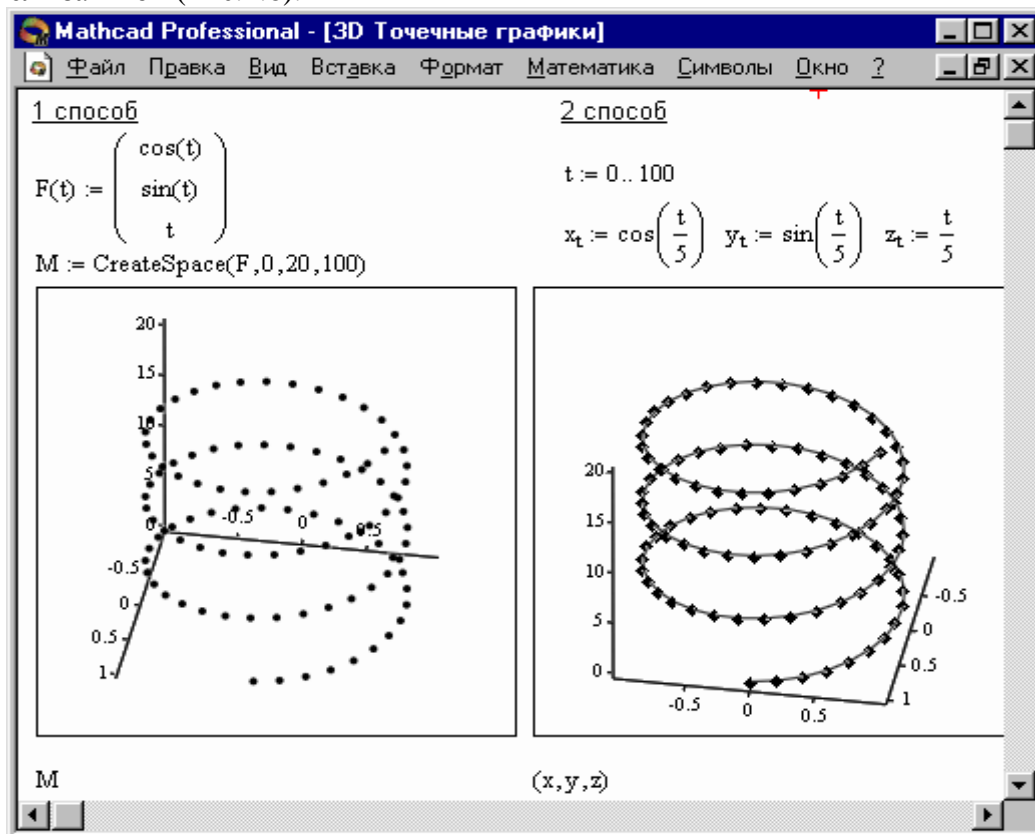 Mathcad Professional - [3D Точечные графики]
Файл Правка Вид Вставка Формат Математика Символы Окно ?
1 способ
F(t) := ( cos(t) sin(t) t )
M := CreateSpace(F,0,20,100)
20
15
10
5
0
-0.5
0
0.5
-0.5
0
0.5
1
M
2 способ
t := 0.. 100
x_t := cos(t/5) y_t := sin(t/5) z_t := t/5
20
15
10
5
0
-0.5
0
0.5
-0.5
0
0.5
1
(x,y,z)